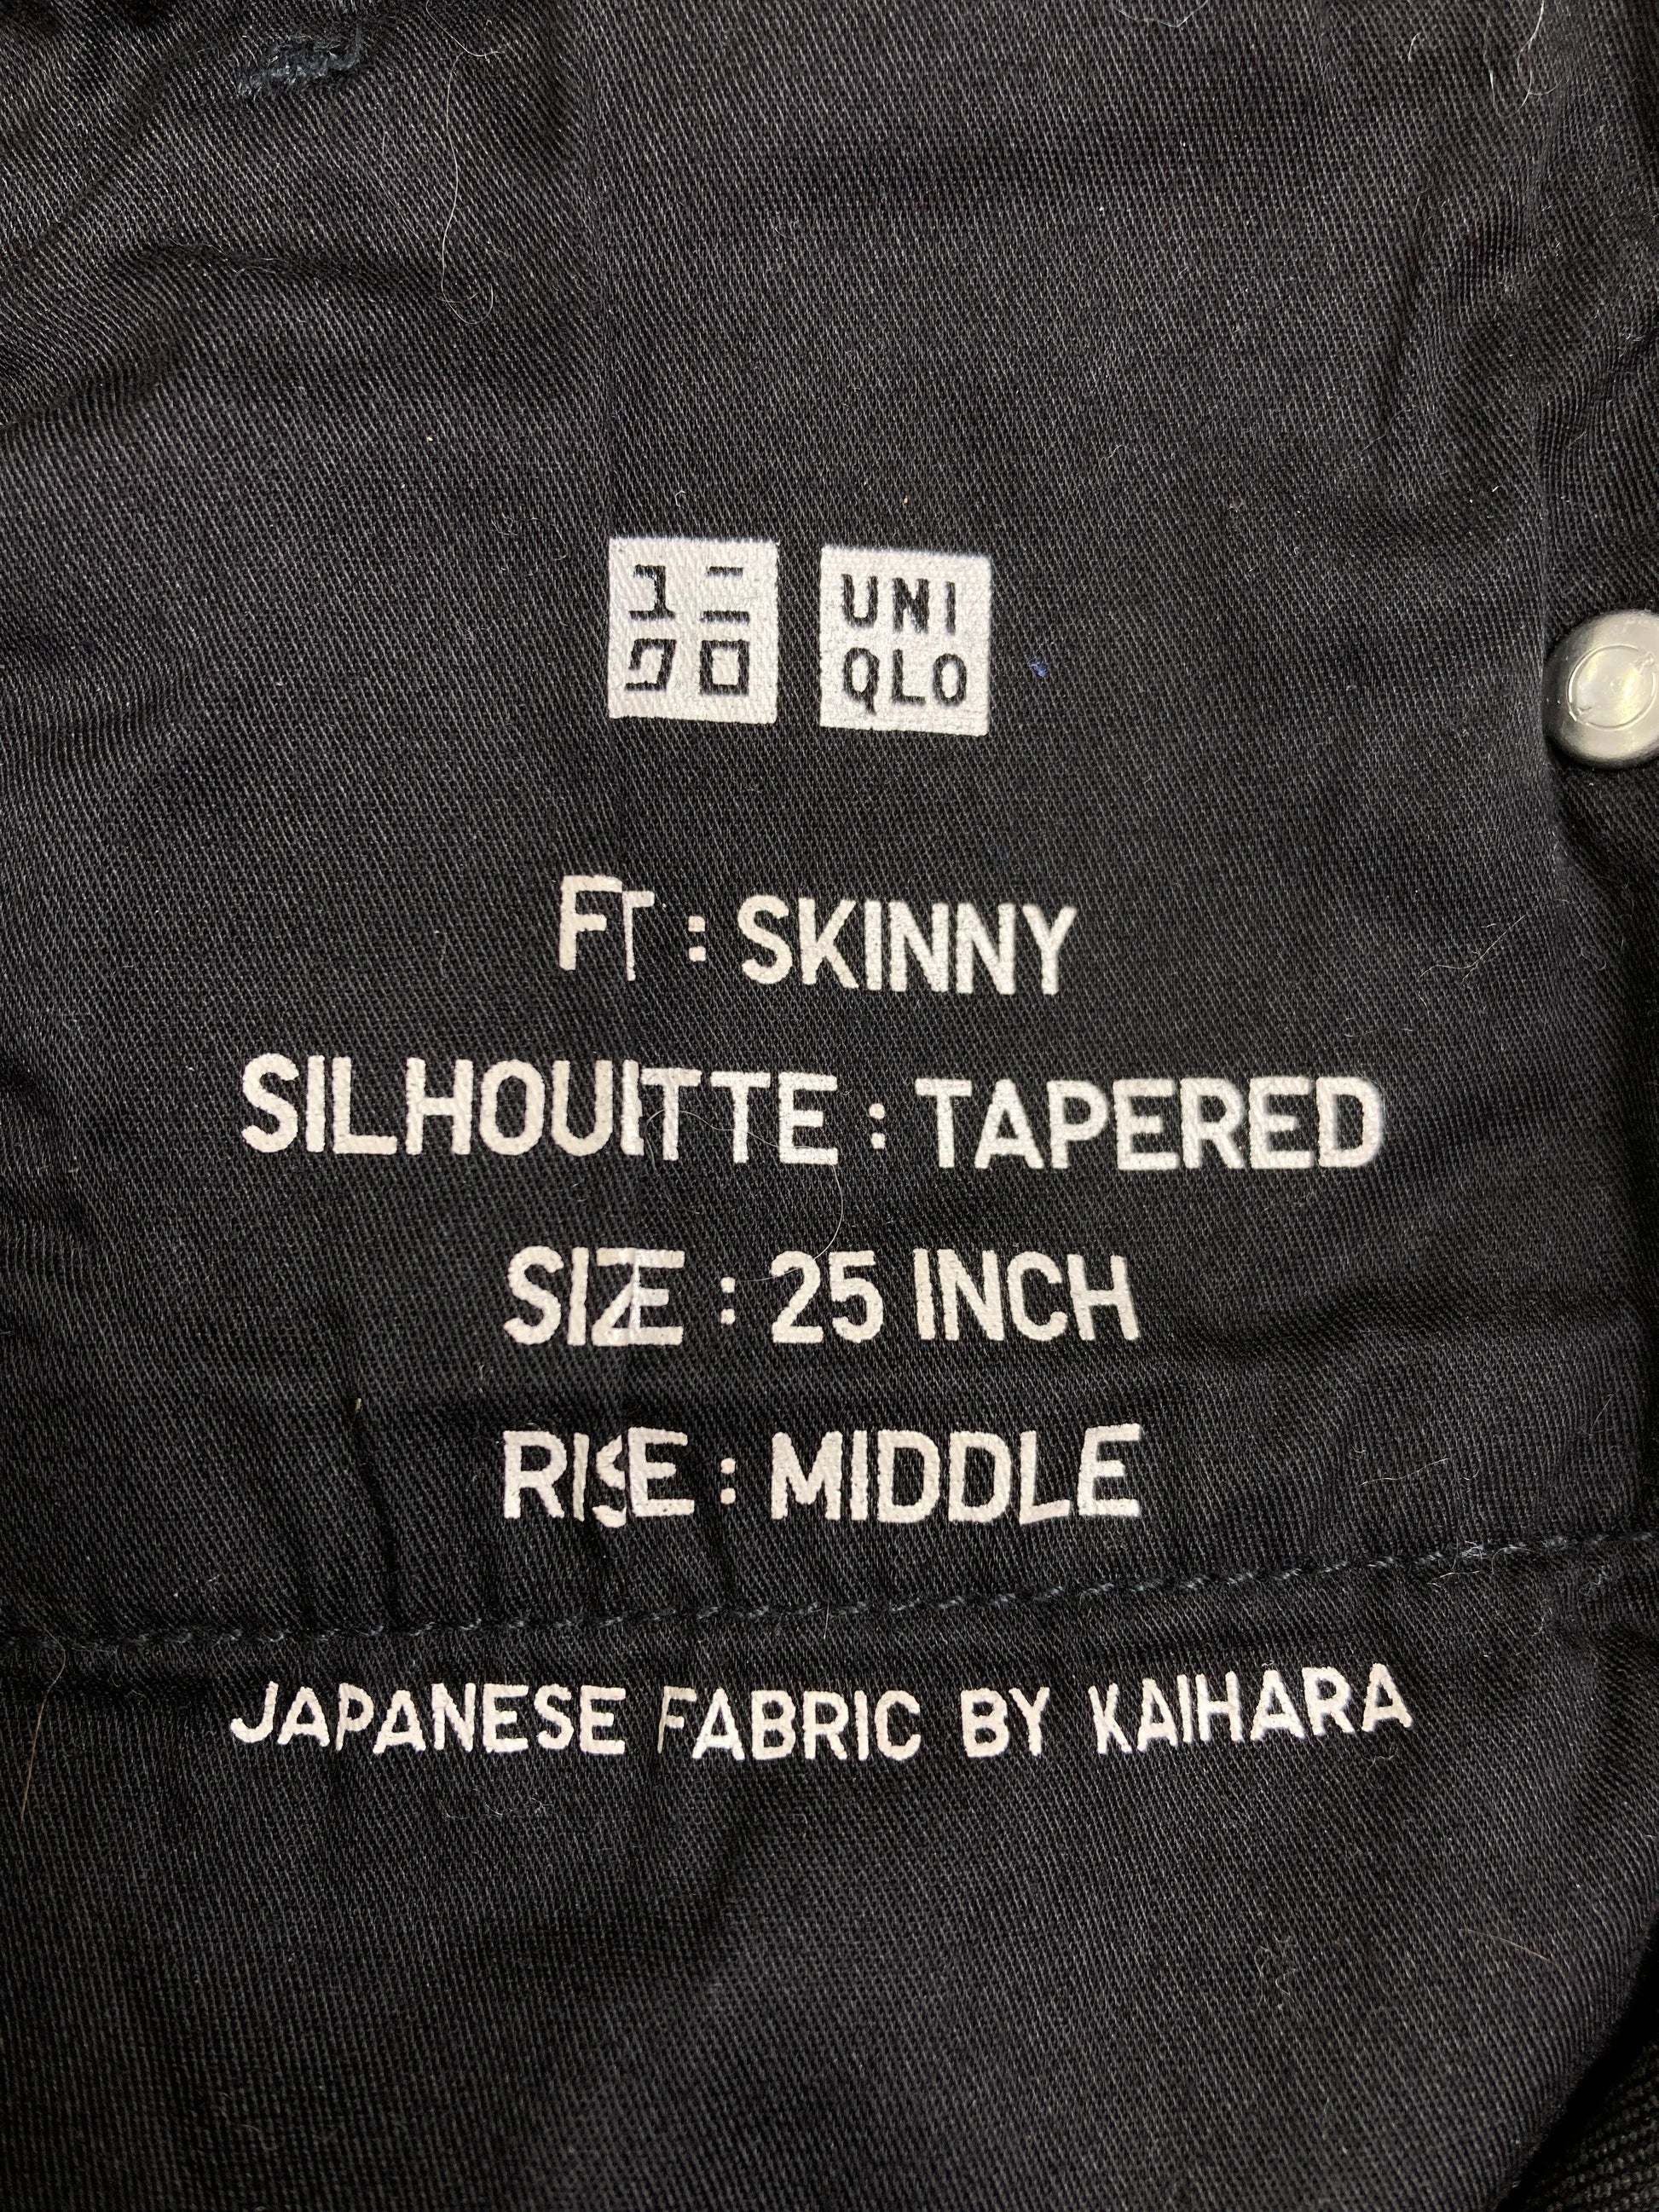 ユニ
クロ
UNI
QLO
FT : SKINNY
SILHOUITTE : TAPERED
SIZE : 25 INCH
RISE : MIDDLE
JAPANESE FABRIC BY KAIHARA